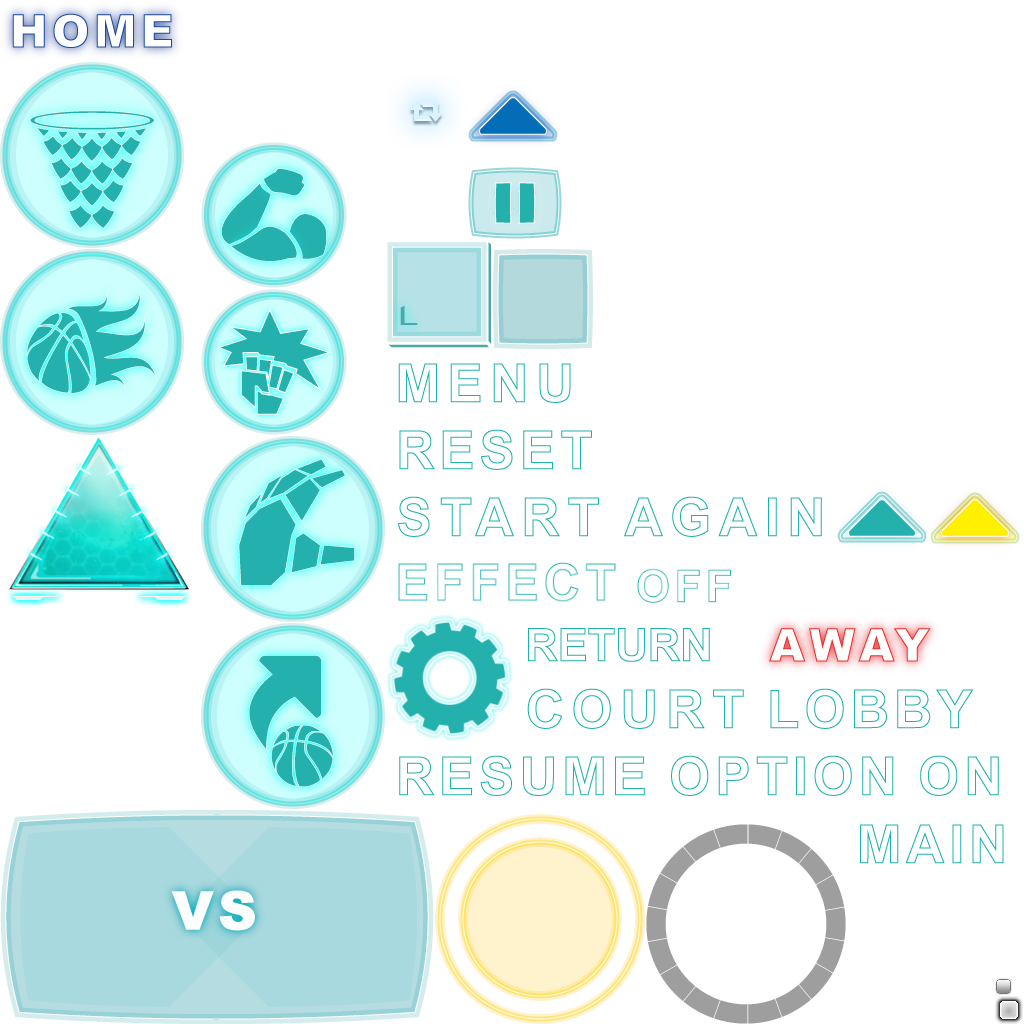 HOME
MENU
RESET
START AGAIN
EFFECT OFF
RETURN AWAY
COURT LOBBY
RESUME OPTION ON
MAIN
VS